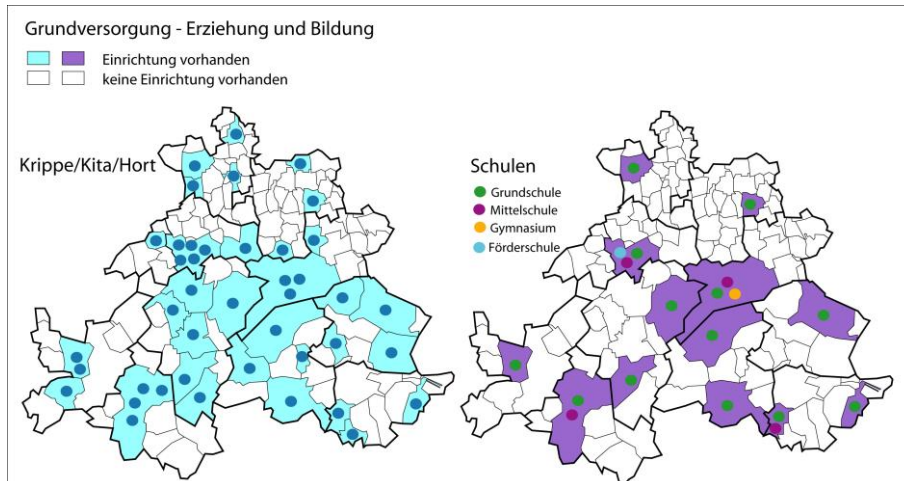 Grundversorgung - Erziehung und Bildung
Einrichtung vorhanden
keine Einrichtung vorhanden
Krippe/Kita/Hort
Schulen
Grundschule
Mittelschule
Gymnasium
Förderschule